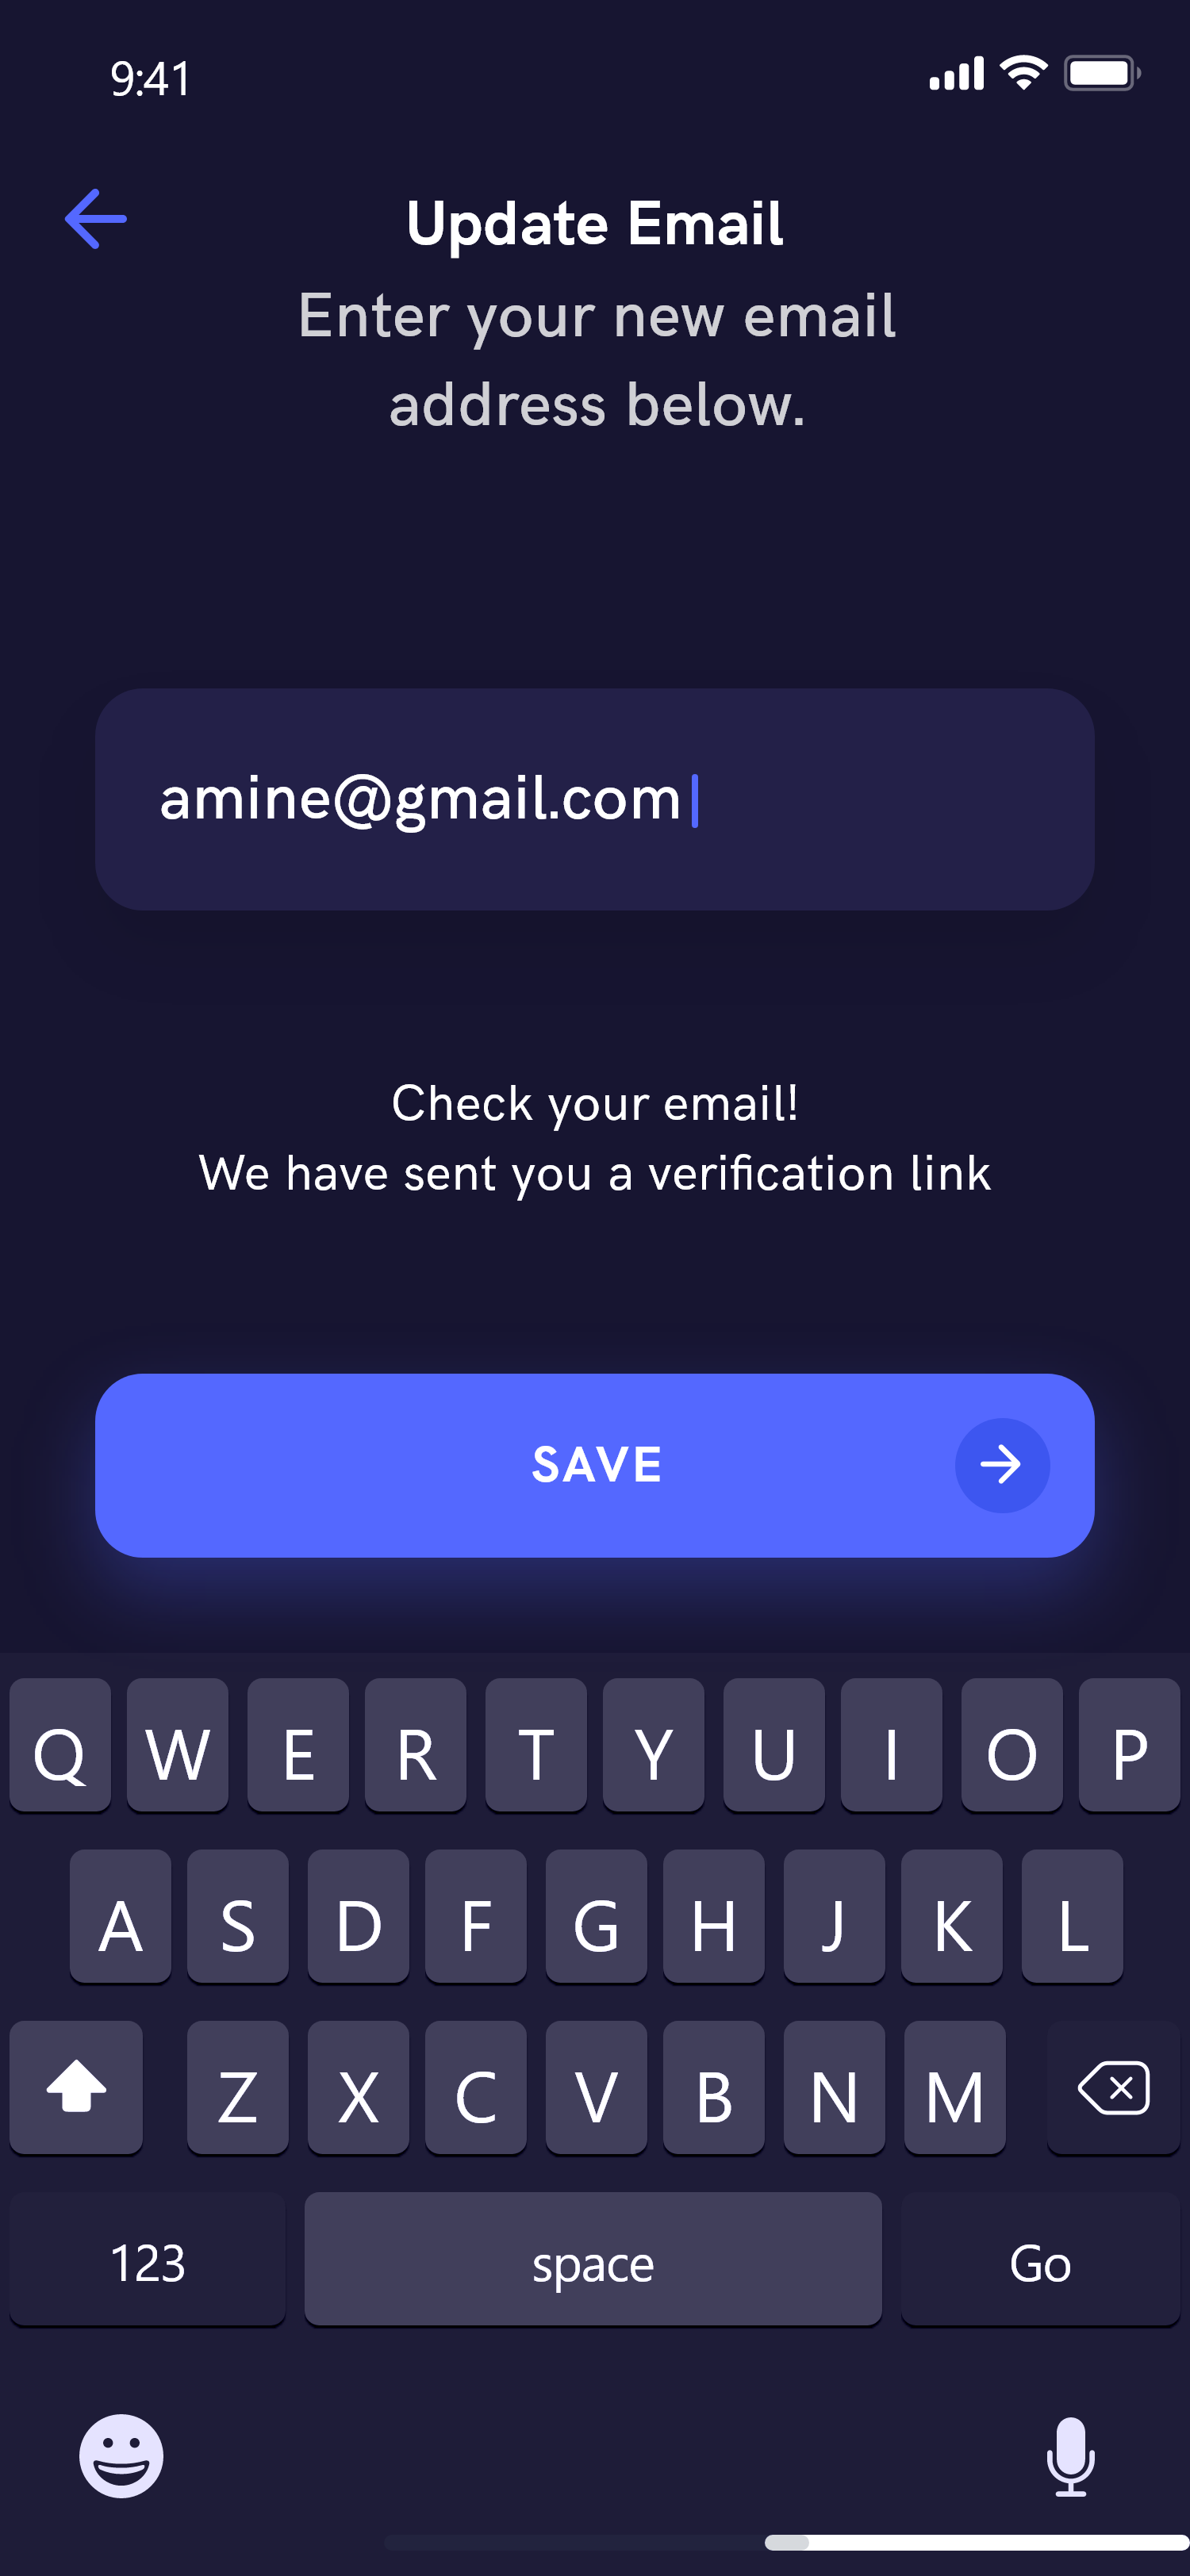 9:41
Update Email
Enter your new email
address below.
amine@gmail.com
Check your email!
We have sent you a verification link
SAVE
Q W E R T Y U I O P
A S D F G H J K L
Z X C V B N M
123 space Go